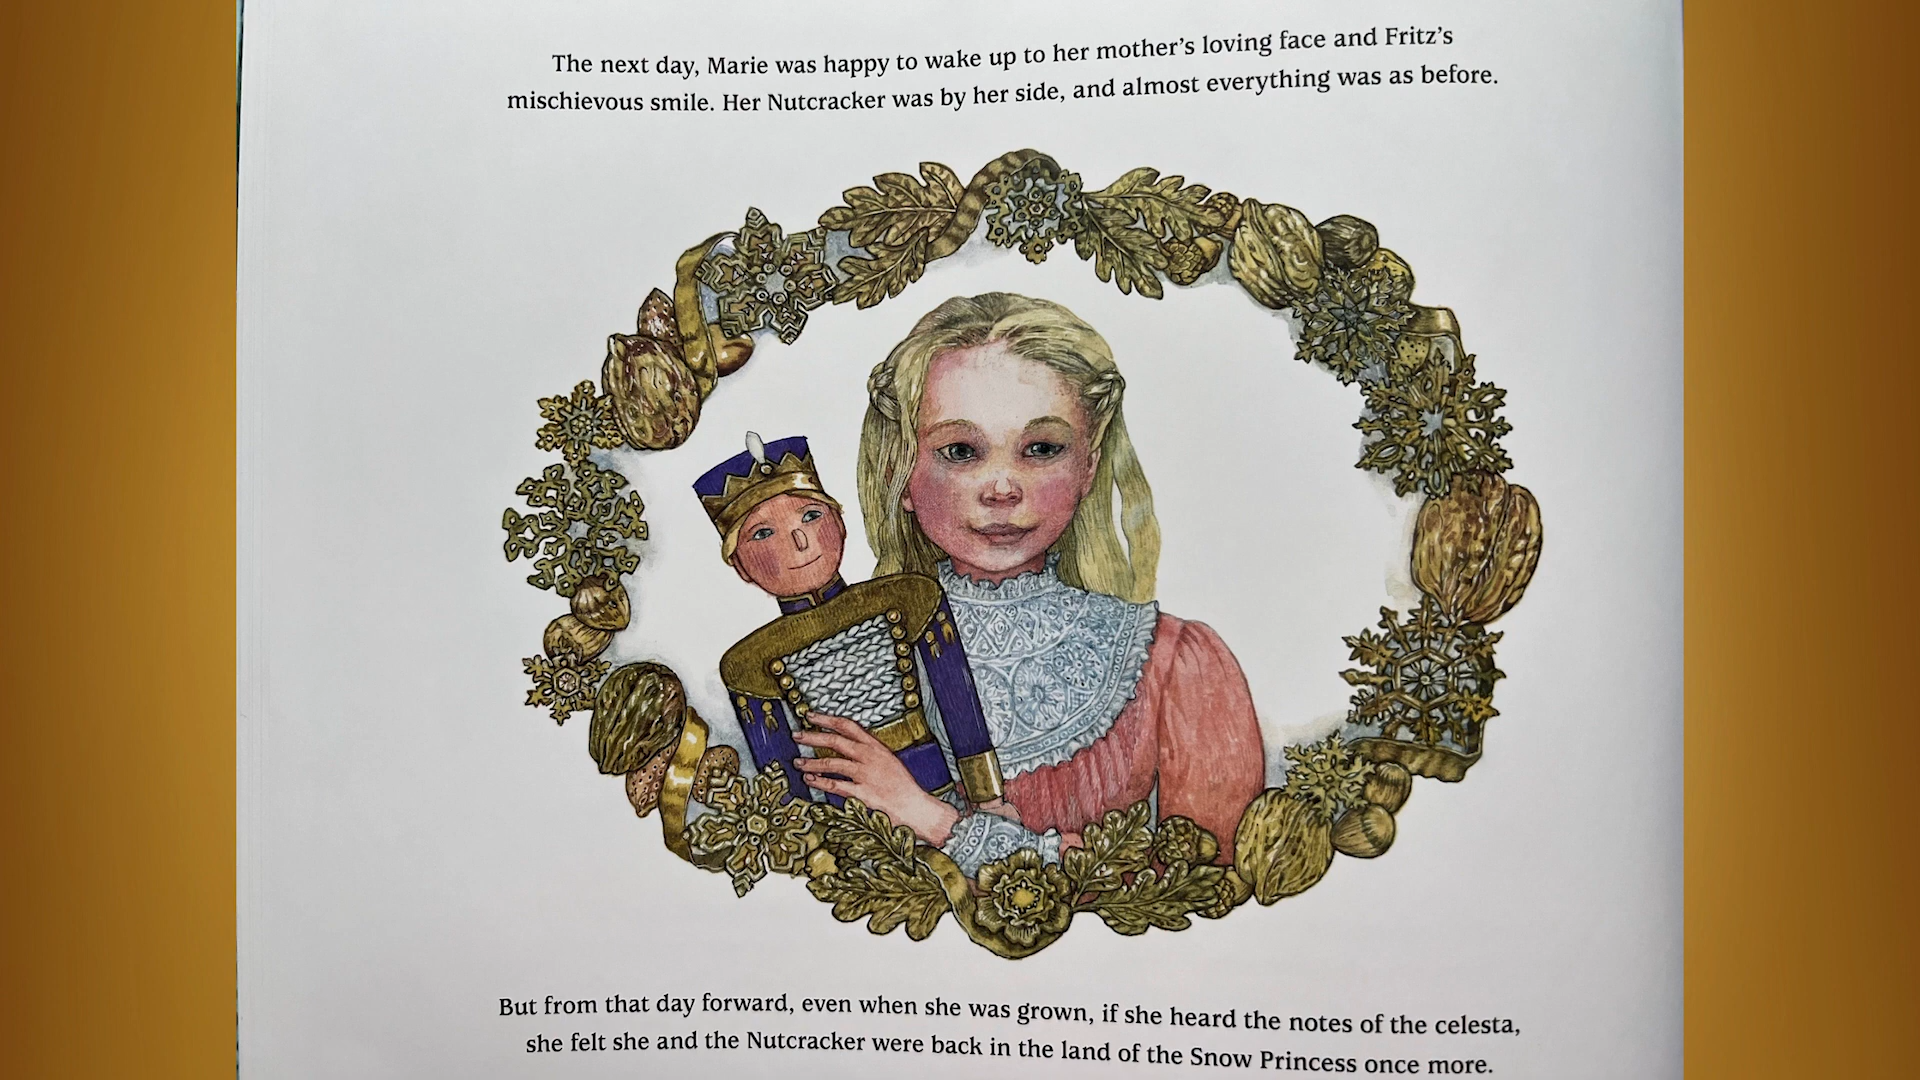 The next day, Marie was happy to wake up to her mother’s loving face and Fritz’s
mischievous smile. Her Nutcracker was by her side, and almost everything was as before.
But from that day forward, even when she was grown, if she heard the notes of the celesta,
she felt she and the Nutcracker were back in the land of the Snow Princess once more.